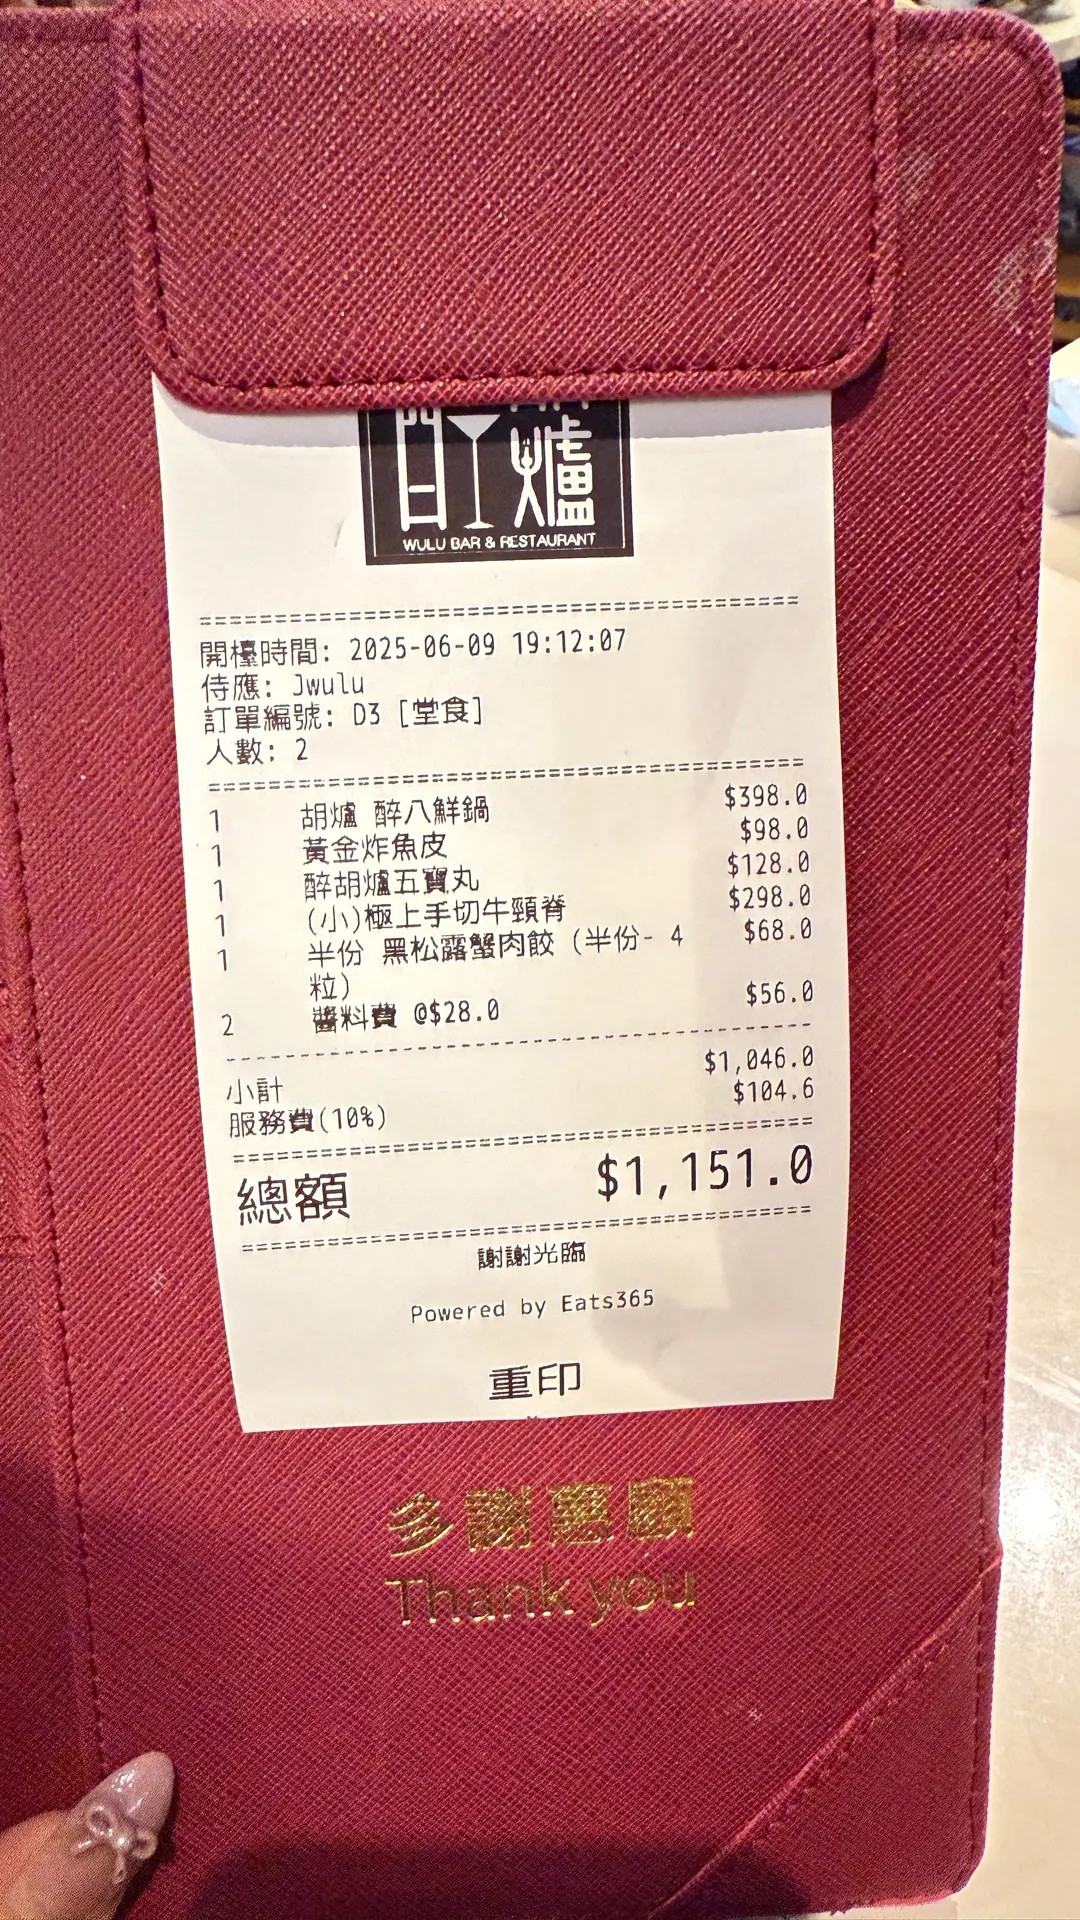 爐
WULU BAR & RESTAURANT
開檯時間: 2025-06-09 19:12:07
侍應: Jwulu
訂單編號: D3 [堂食]
人數: 2
1 胡爐 醉八鮮鍋 $398.0
1 黃金炸魚皮 $98.0
1 醉胡爐五寶丸 $128.0
1 (小)極上手切牛頸脊 $298.0
1 半份 黑松露蟹肉餃 (半份- 4 $68.0
粒)
2 醬料費 @$28.0 $56.0
小計 $1,046.0
服務費(10%) $104.6
總額 $1,151.0
謝謝光臨
Powered by Eats365
重印
多謝惠顧
Thank you